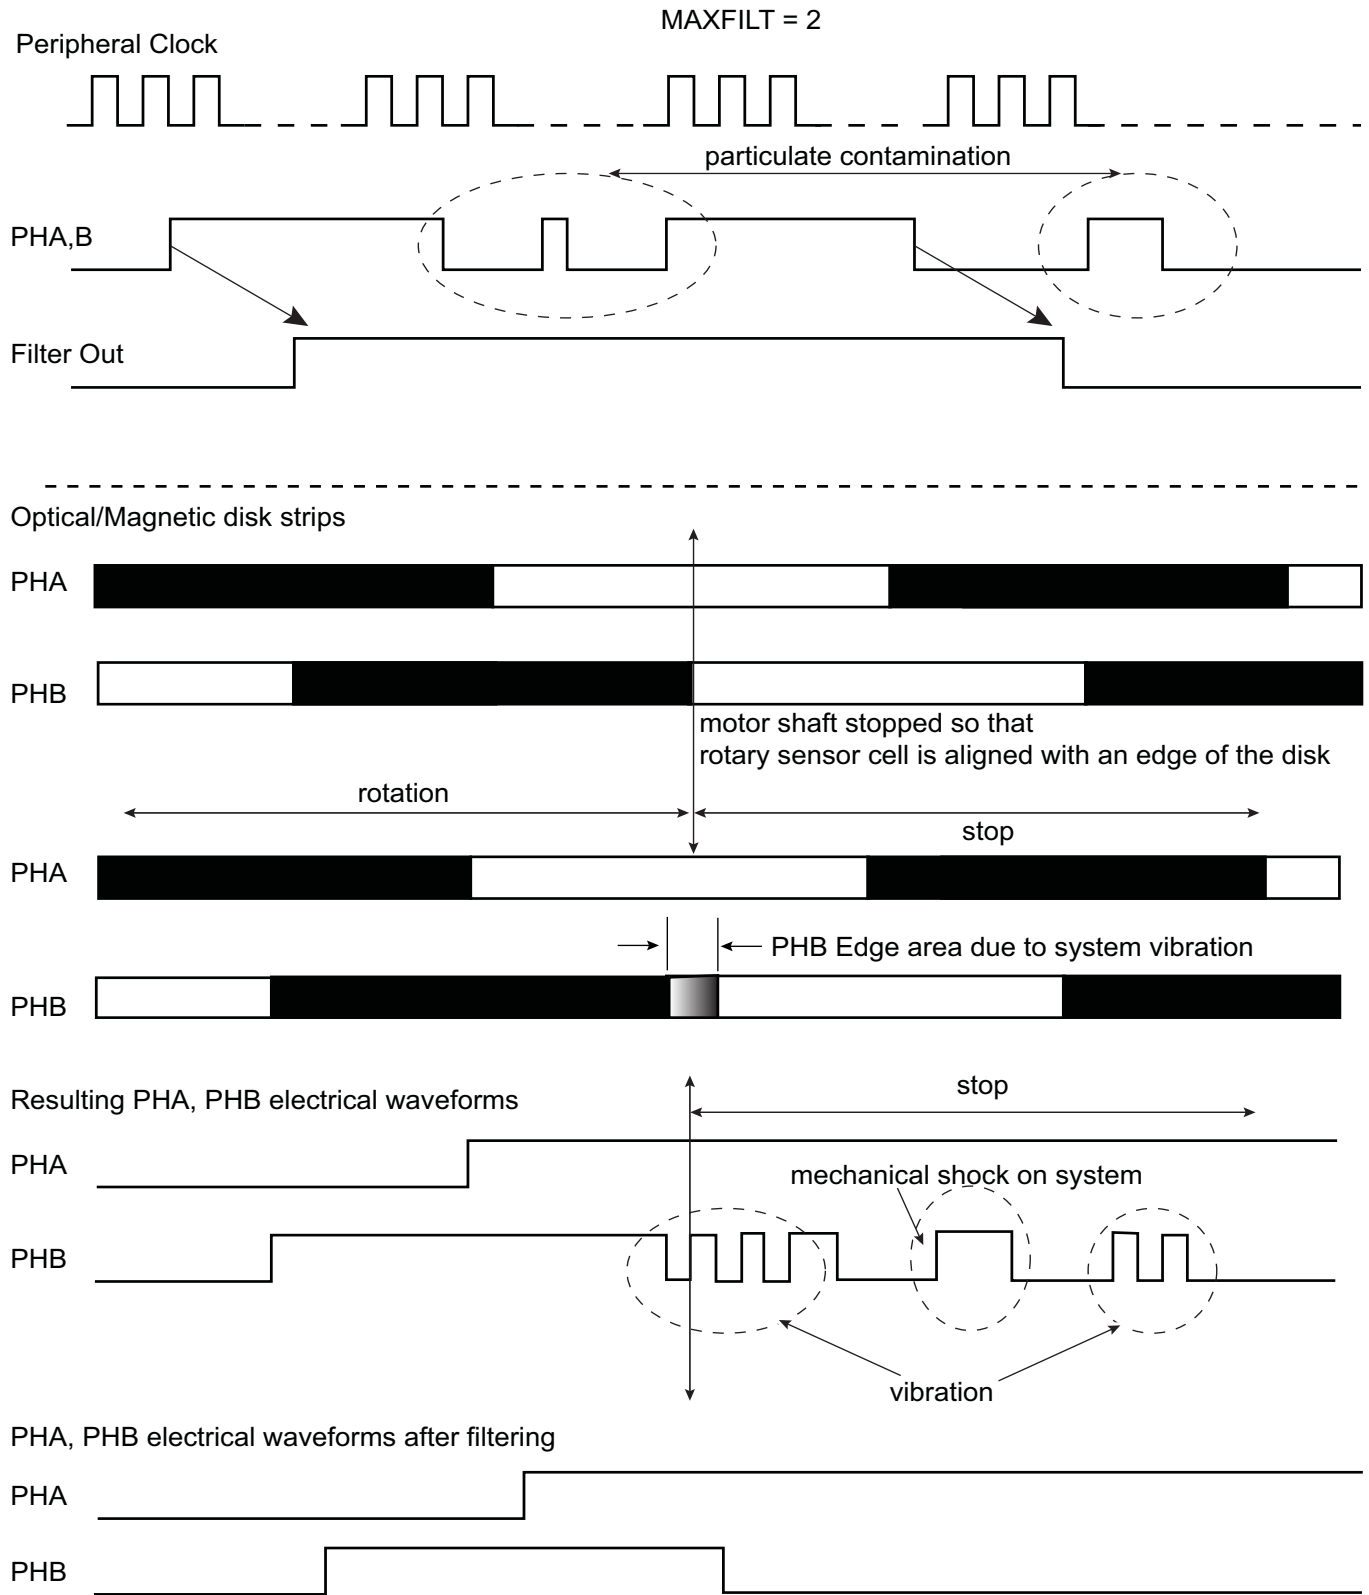 MAXFILT = 2
Peripheral Clock
particulate contamination
PHA,B
Filter Out
Optical/Magnetic disk strips
PHA
PHB
motor shaft stopped so that
rotary sensor cell is aligned with an edge of the disk
rotation
stop
PHA
PHB Edge area due to system vibration
PHB
stop
Resulting PHA, PHB electrical waveforms
PHA
mechanical shock on system
PHB
vibration
PHA, PHB electrical waveforms after filtering
PHA
PHB